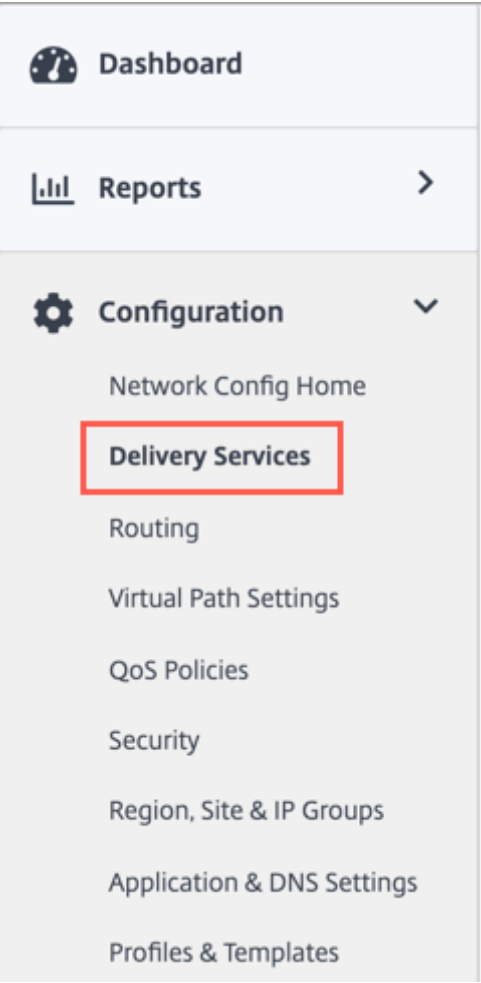 Dashboard
Reports
Configuration
Network Config Home
Delivery Services
Routing
Virtual Path Settings
QoS Policies
Security
Region, Site & IP Groups
Application & DNS Settings
Profiles & Templates